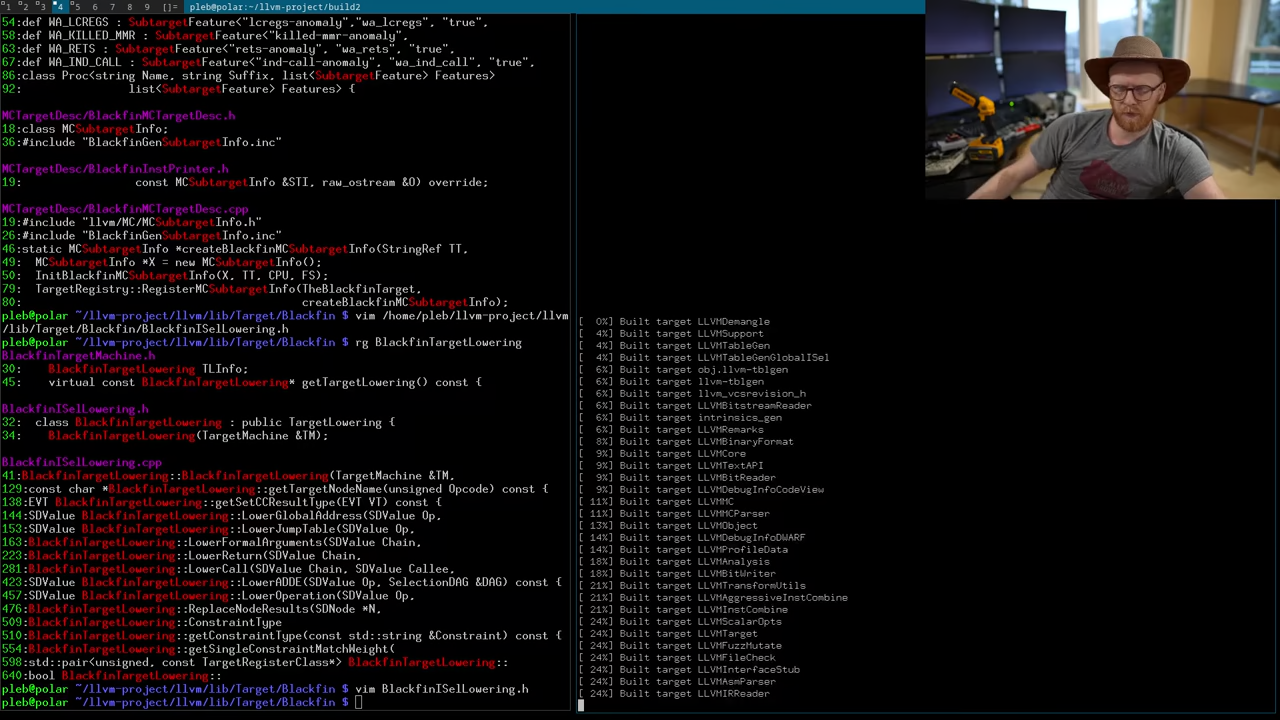 1 2 3 4 5 6 7 8 9 []= pleb@polar:~/llvm-project/build2
54:def WA_LCREGS : SubtargetFeature<"lcregs-anomaly", "wa_lcregs", "true",
58:def WA_KILLED_MMR : SubtargetFeature<"killed-mmr-anomaly",
63:def WA_RETS : SubtargetFeature<"rets-anomaly", "wa_rets", "true",
67:def WA_IND_CALL : SubtargetFeature<"ind-call-anomaly", "wa_ind_call", "true",
86:class Proc<string Name, string Suffix, list<SubtargetFeature> Features>
92: list<SubtargetFeature> Features> {
MCTargetDesc/BlackfinMCTargetDesc.h
18:class MCSubtargetInfo;
36:#include "BlackfinGenSubtargetInfo.inc"
MCTargetDesc/BlackfinInstPrinter.h
19: const MCSubtargetInfo &STI, raw_ostream &O) override;
MCTargetDesc/BlackfinMCTargetDesc.cpp
19:#include "llvm/MC/MCSubtargetInfo.h"
26:#include "BlackfinGenSubtargetInfo.inc"
46:static MCSubtargetInfo *createBlackfinMCSubtargetInfo(StringRef TT,
49: MCSubtargetInfo *X = new MCSubtargetInfo();
50: InitBlackfinMCSubtargetInfo(X, TT, CPU, FS);
79: TargetRegistry::RegisterMCSubtargetInfo(TheBlackfinTarget,
80: createBlackfinMCSubtargetInfo);
pleb@polar ~/llvm-project/llvm/lib/Target/Blackfin $ vim /home/pleb/llvm-project/llvm
/lib/Target/Blackfin/BlackfinISelLowering.h
pleb@polar ~/llvm-project/llvm/lib/Target/Blackfin $ rg BlackfinTargetLowering
BlackfinTargetMachine.h
30: BlackfinTargetLowering TLInfo;
45: virtual const BlackfinTargetLowering* getTargetLowering() const {
BlackfinISelLowering.h
32: class BlackfinTargetLowering : public TargetLowering {
34: BlackfinTargetLowering(TargetMachine &TM);
BlackfinISelLowering.cpp
41:BlackfinTargetLowering::BlackfinTargetLowering(TargetMachine &TM,
129:const char *BlackfinTargetLowering::getTargetNodeName(unsigned Opcode) const {
138:EVT BlackfinTargetLowering::getSetCCResultType(EVT VT) const {
144:SDValue BlackfinTargetLowering::LowerGlobalAddress(SDValue Op,
153:SDValue BlackfinTargetLowering::LowerJumpTable(SDValue Op,
163:SDValue BlackfinTargetLowering::LowerFormalArguments(SDValue Chain,
223:SDValue BlackfinTargetLowering::LowerReturn(SDValue Chain,
281:SDValue BlackfinTargetLowering::LowerCall(SDValue Chain, SDValue Callee,
423:SDValue BlackfinTargetLowering::LowerADDE(SDValue Op, SelectionDAG &DAG) const {
457:SDValue BlackfinTargetLowering::LowerOperation(SDValue Op,
476:BlackfinTargetLowering::ReplaceNodeResults(SDNode *N,
509:BlackfinTargetLowering::ConstraintType
510:BlackfinTargetLowering::getConstraintType(const std::string &Constraint) const {
554:BlackfinTargetLowering::getSingleConstraintMatchWeight(
598:std::pair<unsigned, const TargetRegisterClass*> BlackfinTargetLowering::
640:bool BlackfinTargetLowering::
pleb@polar ~/llvm-project/llvm/lib/Target/Blackfin $ vim BlackfinISelLowering.h
pleb@polar ~/llvm-project/llvm/lib/Target/Blackfin $
[  0%] Built target LLVMDemangle
[  4%] Built target LLVMSupport
[  4%] Built target LLVMTableGen
[  4%] Built target LLVMTableGenGlobalISel
[  6%] Built target obj.llvm-tblgen
[  6%] Built target llvm-tblgen
[  6%] Built target llvm_vcsrevision_h
[  6%] Built target LLVMBitstreamReader
[  6%] Built target intrinsics_gen
[  6%] Built target LLVMRemarks
[  8%] Built target LLVMBinaryFormat
[  9%] Built target LLVMCore
[  9%] Built target LLVMTextAPI
[  9%] Built target LLVMBitReader
[  9%] Built target LLVMDebugInfoCodeView
[ 11%] Built target LLVMMC
[ 11%] Built target LLVMMCParser
[ 13%] Built target LLVMObject
[ 14%] Built target LLVMDebugInfoDWARF
[ 14%] Built target LLVMProfileData
[ 18%] Built target LLVMAnalysis
[ 18%] Built target LLVMBitWriter
[ 21%] Built target LLVMTransformUtils
[ 21%] Built target LLVMAggressiveInstCombine
[ 21%] Built target LLVMInstCombine
[ 24%] Built target LLVMScalarOpts
[ 24%] Built target LLVMTarget
[ 24%] Built target LLVMFuzzMutate
[ 24%] Built target LLVMFileCheck
[ 24%] Built target LLVMInterfaceStub
[ 24%] Built target LLVMAsmParser
[ 24%] Built target LLVMIRReader